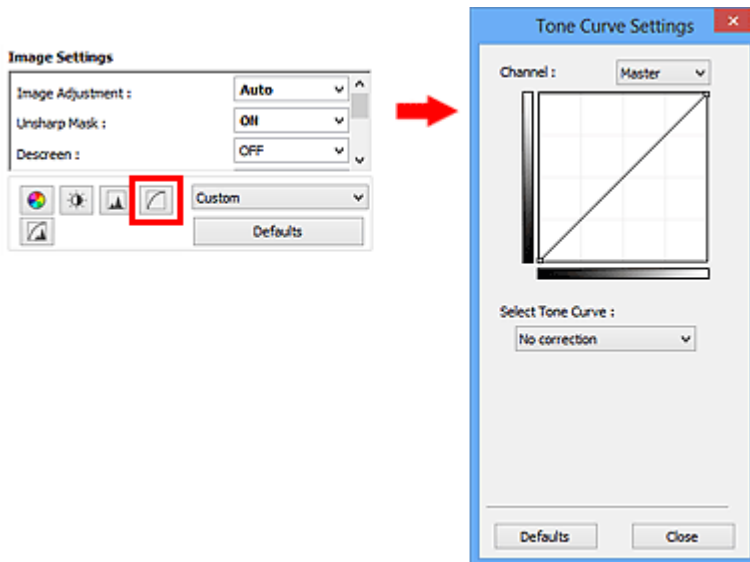 Image Settings
Image Adjustment : Auto
Unsharp Mask : ON
Descreen : OFF
Custom
Defaults
Tone Curve Settings
Channel : Master
Select Tone Curve :
No correction
Defaults Close